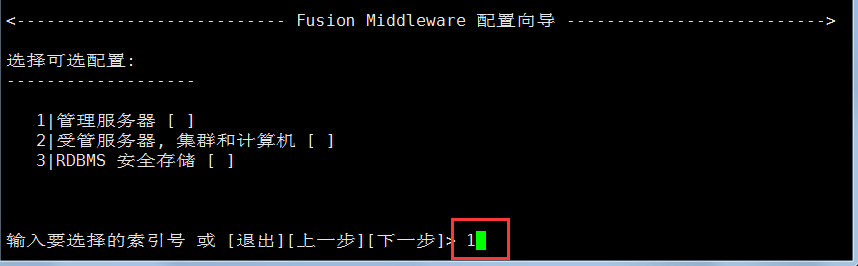 <--------------------------- Fusion Middleware 配置向导 -------------------------->
选择可选配置:
-------------------
1|管理服务器 [ ]
2|受管服务器, 集群和计算机 [ ]
3|RDBMS 安全存储 [ ]
输入要选择的索引号 或 [退出][上一步][下一步]> 1